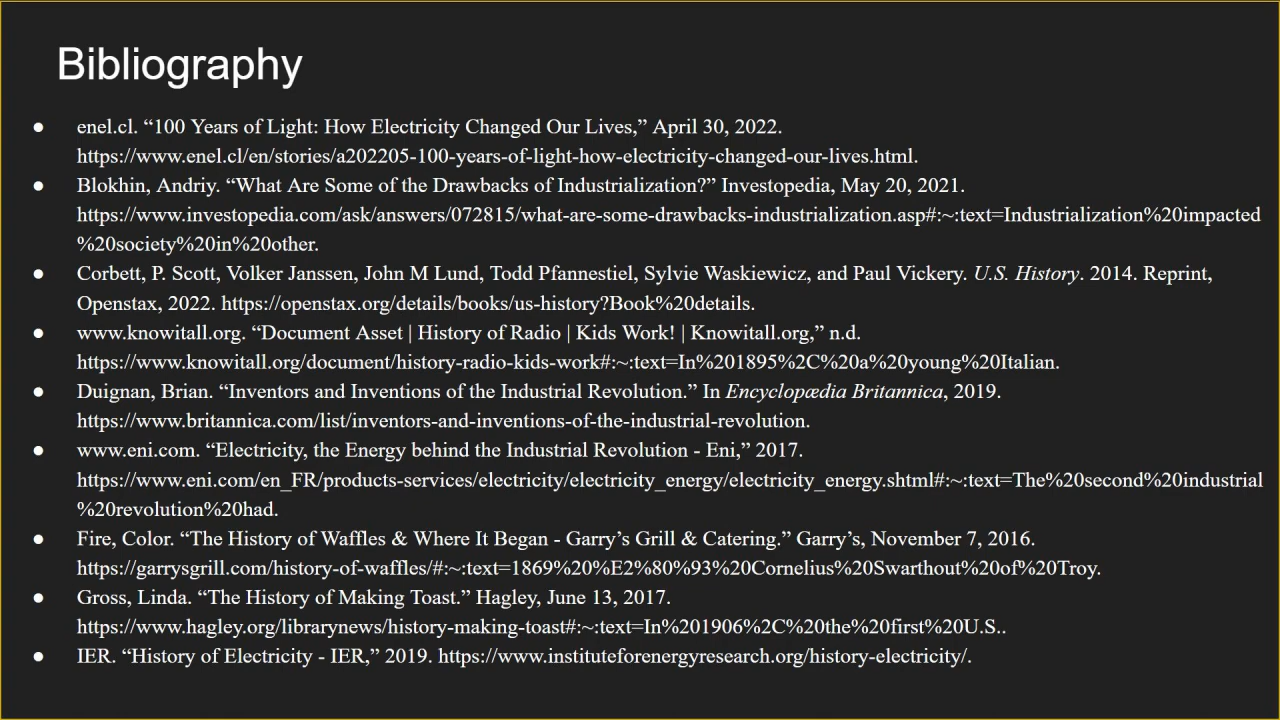 Bibliography
● enel.cl. “100 Years of Light: How Electricity Changed Our Lives,” April 30, 2022.
https://www.enel.cl/en/stories/a202205-100-years-of-light-how-electricity-changed-our-lives.html.
● Blokhin, Andriy. “What Are Some of the Drawbacks of Industrialization?” Investopedia, May 20, 2021.
https://www.investopedia.com/ask/answers/072815/what-are-some-drawbacks-industrialization.asp#:~:text=Industrialization%20impacted
%20society%20in%20other.
● Corbett, P. Scott, Volker Janssen, John M Lund, Todd Pfannestiel, Sylvie Waskiewicz, and Paul Vickery. U.S. History. 2014. Reprint,
Openstax, 2022. https://openstax.org/details/books/us-history?Book%20details.
● www.knowitall.org. “Document Asset | History of Radio | Kids Work! | Knowitall.org,” n.d.
https://www.knowitall.org/document/history-radio-kids-work#:~:text=In%201895%2C%20a%20young%20Italian.
● Duignan, Brian. “Inventors and Inventions of the Industrial Revolution.” In Encyclopædia Britannica, 2019.
https://www.britannica.com/list/inventors-and-inventions-of-the-industrial-revolution.
● www.eni.com. “Electricity, the Energy behind the Industrial Revolution - Eni,” 2017.
https://www.eni.com/en_FR/products-services/electricity/electricity_energy/electricity_energy.shtml#:~:text=The%20second%20industrial
%20revolution%20had.
● Fire, Color. “The History of Waffles & Where It Began - Garry’s Grill & Catering.” Garry’s, November 7, 2016.
https://garrysgrill.com/history-of-waffles/#:~:text=1869%20%E2%80%93%20Cornelius%20Swarthout%20of%20Troy.
● Gross, Linda. “The History of Making Toast.” Hagley, June 13, 2017.
https://www.hagley.org/librarynews/history-making-toast#:~:text=In%201906%2C%20the%20first%20U.S..
● IER. “History of Electricity - IER,” 2019. https://www.instituteforenergyresearch.org/history-electricity/.